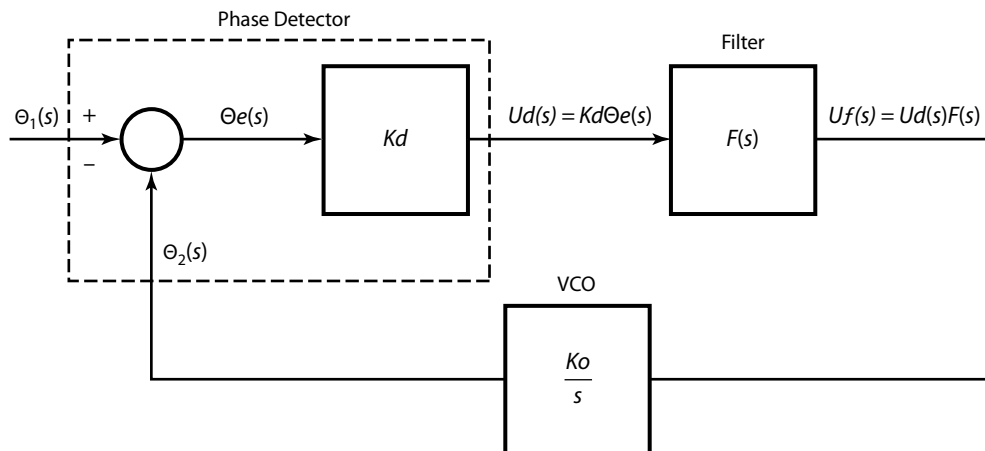 Phase Detector
Filter
Θ₁(s)
+
−
Θe(s)
Kd
Ud(s) = KdΘe(s)
F(s)
Uf(s) = Ud(s)F(s)
Θ₂(s)
VCO
Ko
s